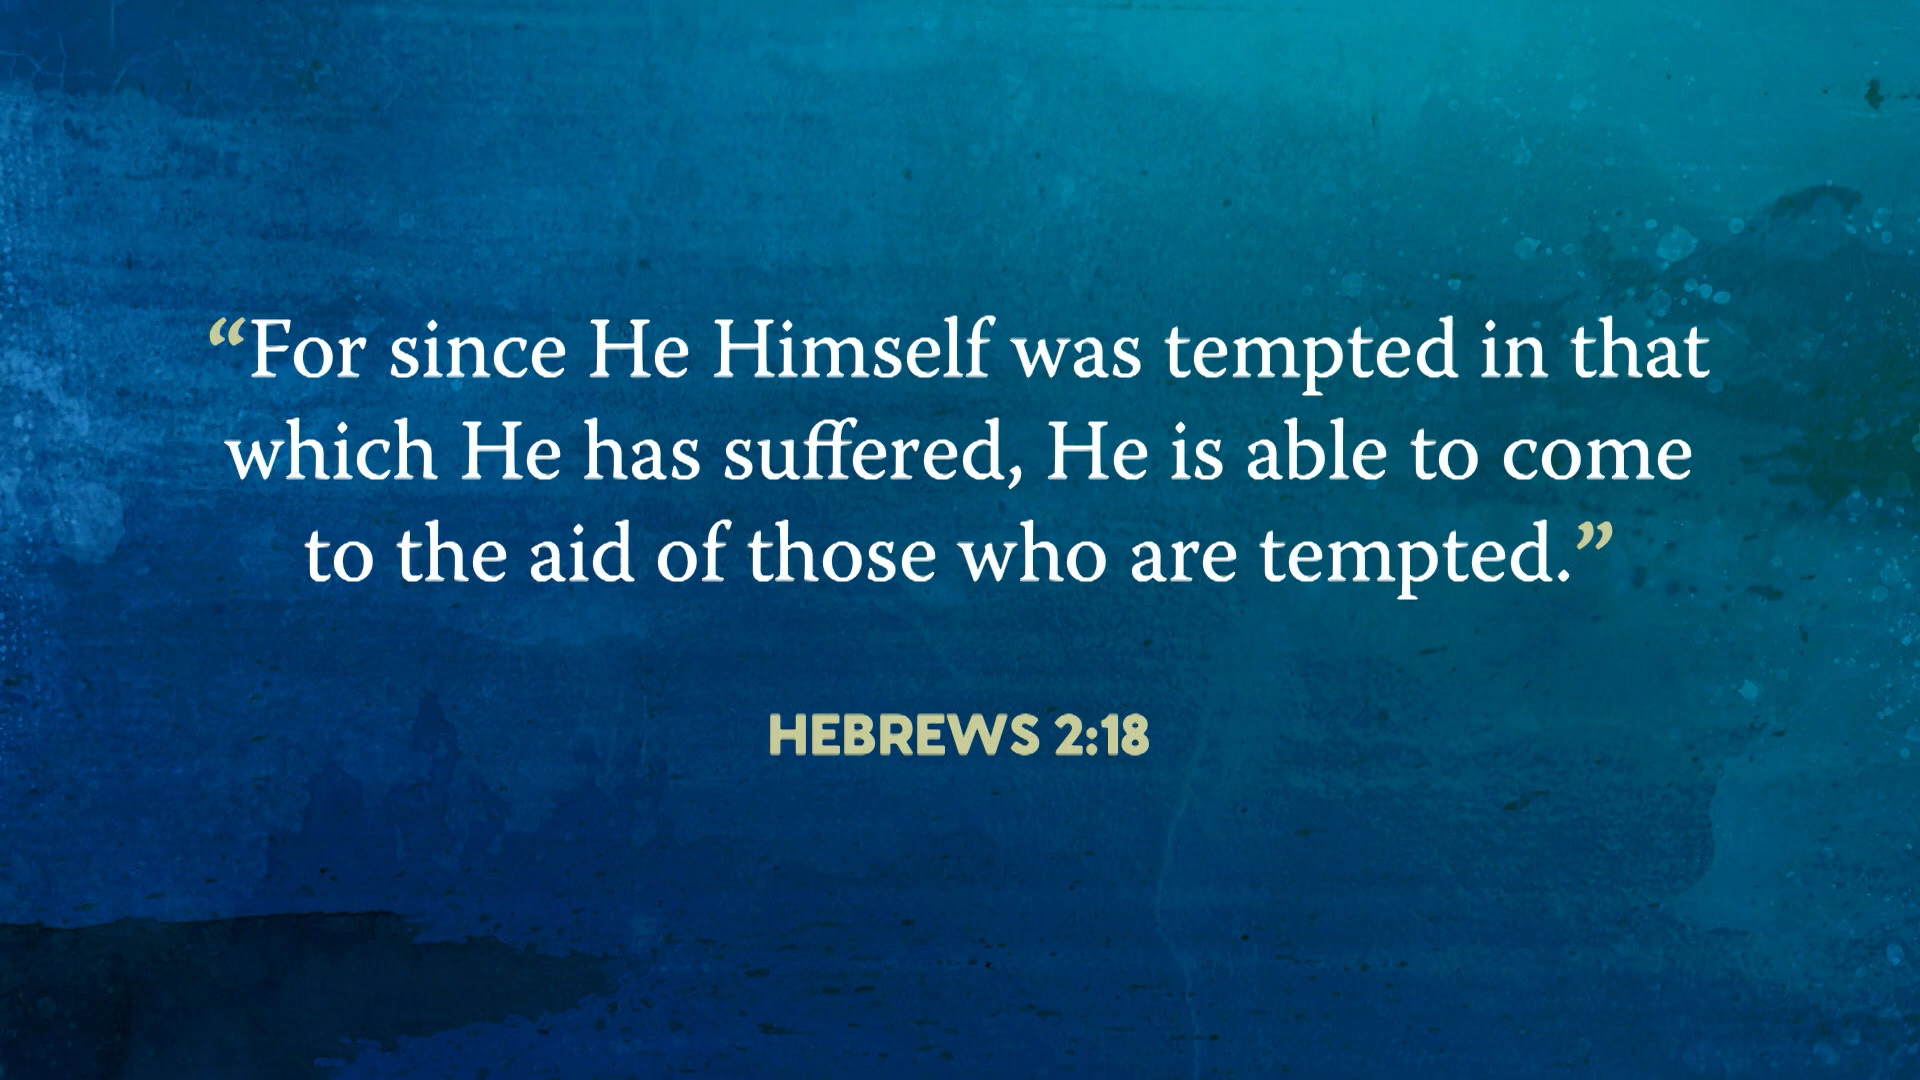 “For since He Himself was tempted in that
which He has suffered, He is able to come
to the aid of those who are tempted.”
HEBREWS 2:18